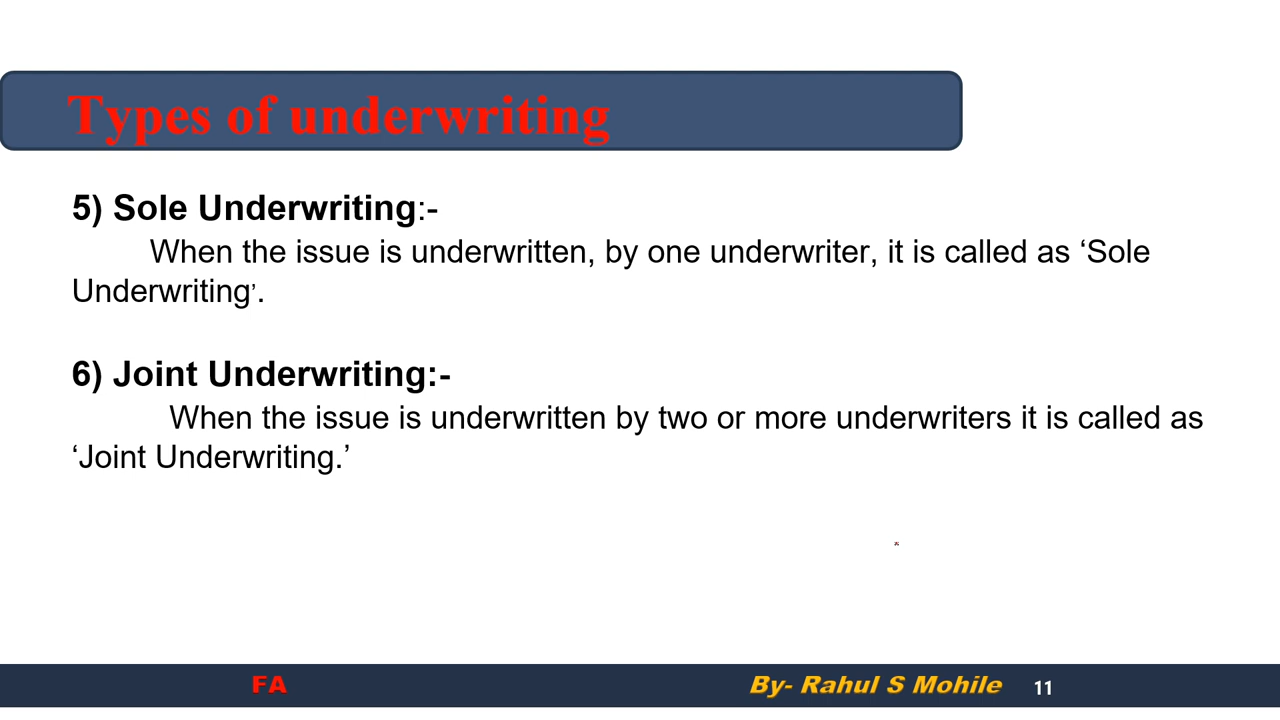 Types of underwriting
5) Sole Underwriting:-
When the issue is underwritten, by one underwriter, it is called as ‘Sole
Underwriting’.
6) Joint Underwriting:-
When the issue is underwritten by two or more underwriters it is called as
‘Joint Underwriting.’
FA
By- Rahul S Mohile
11